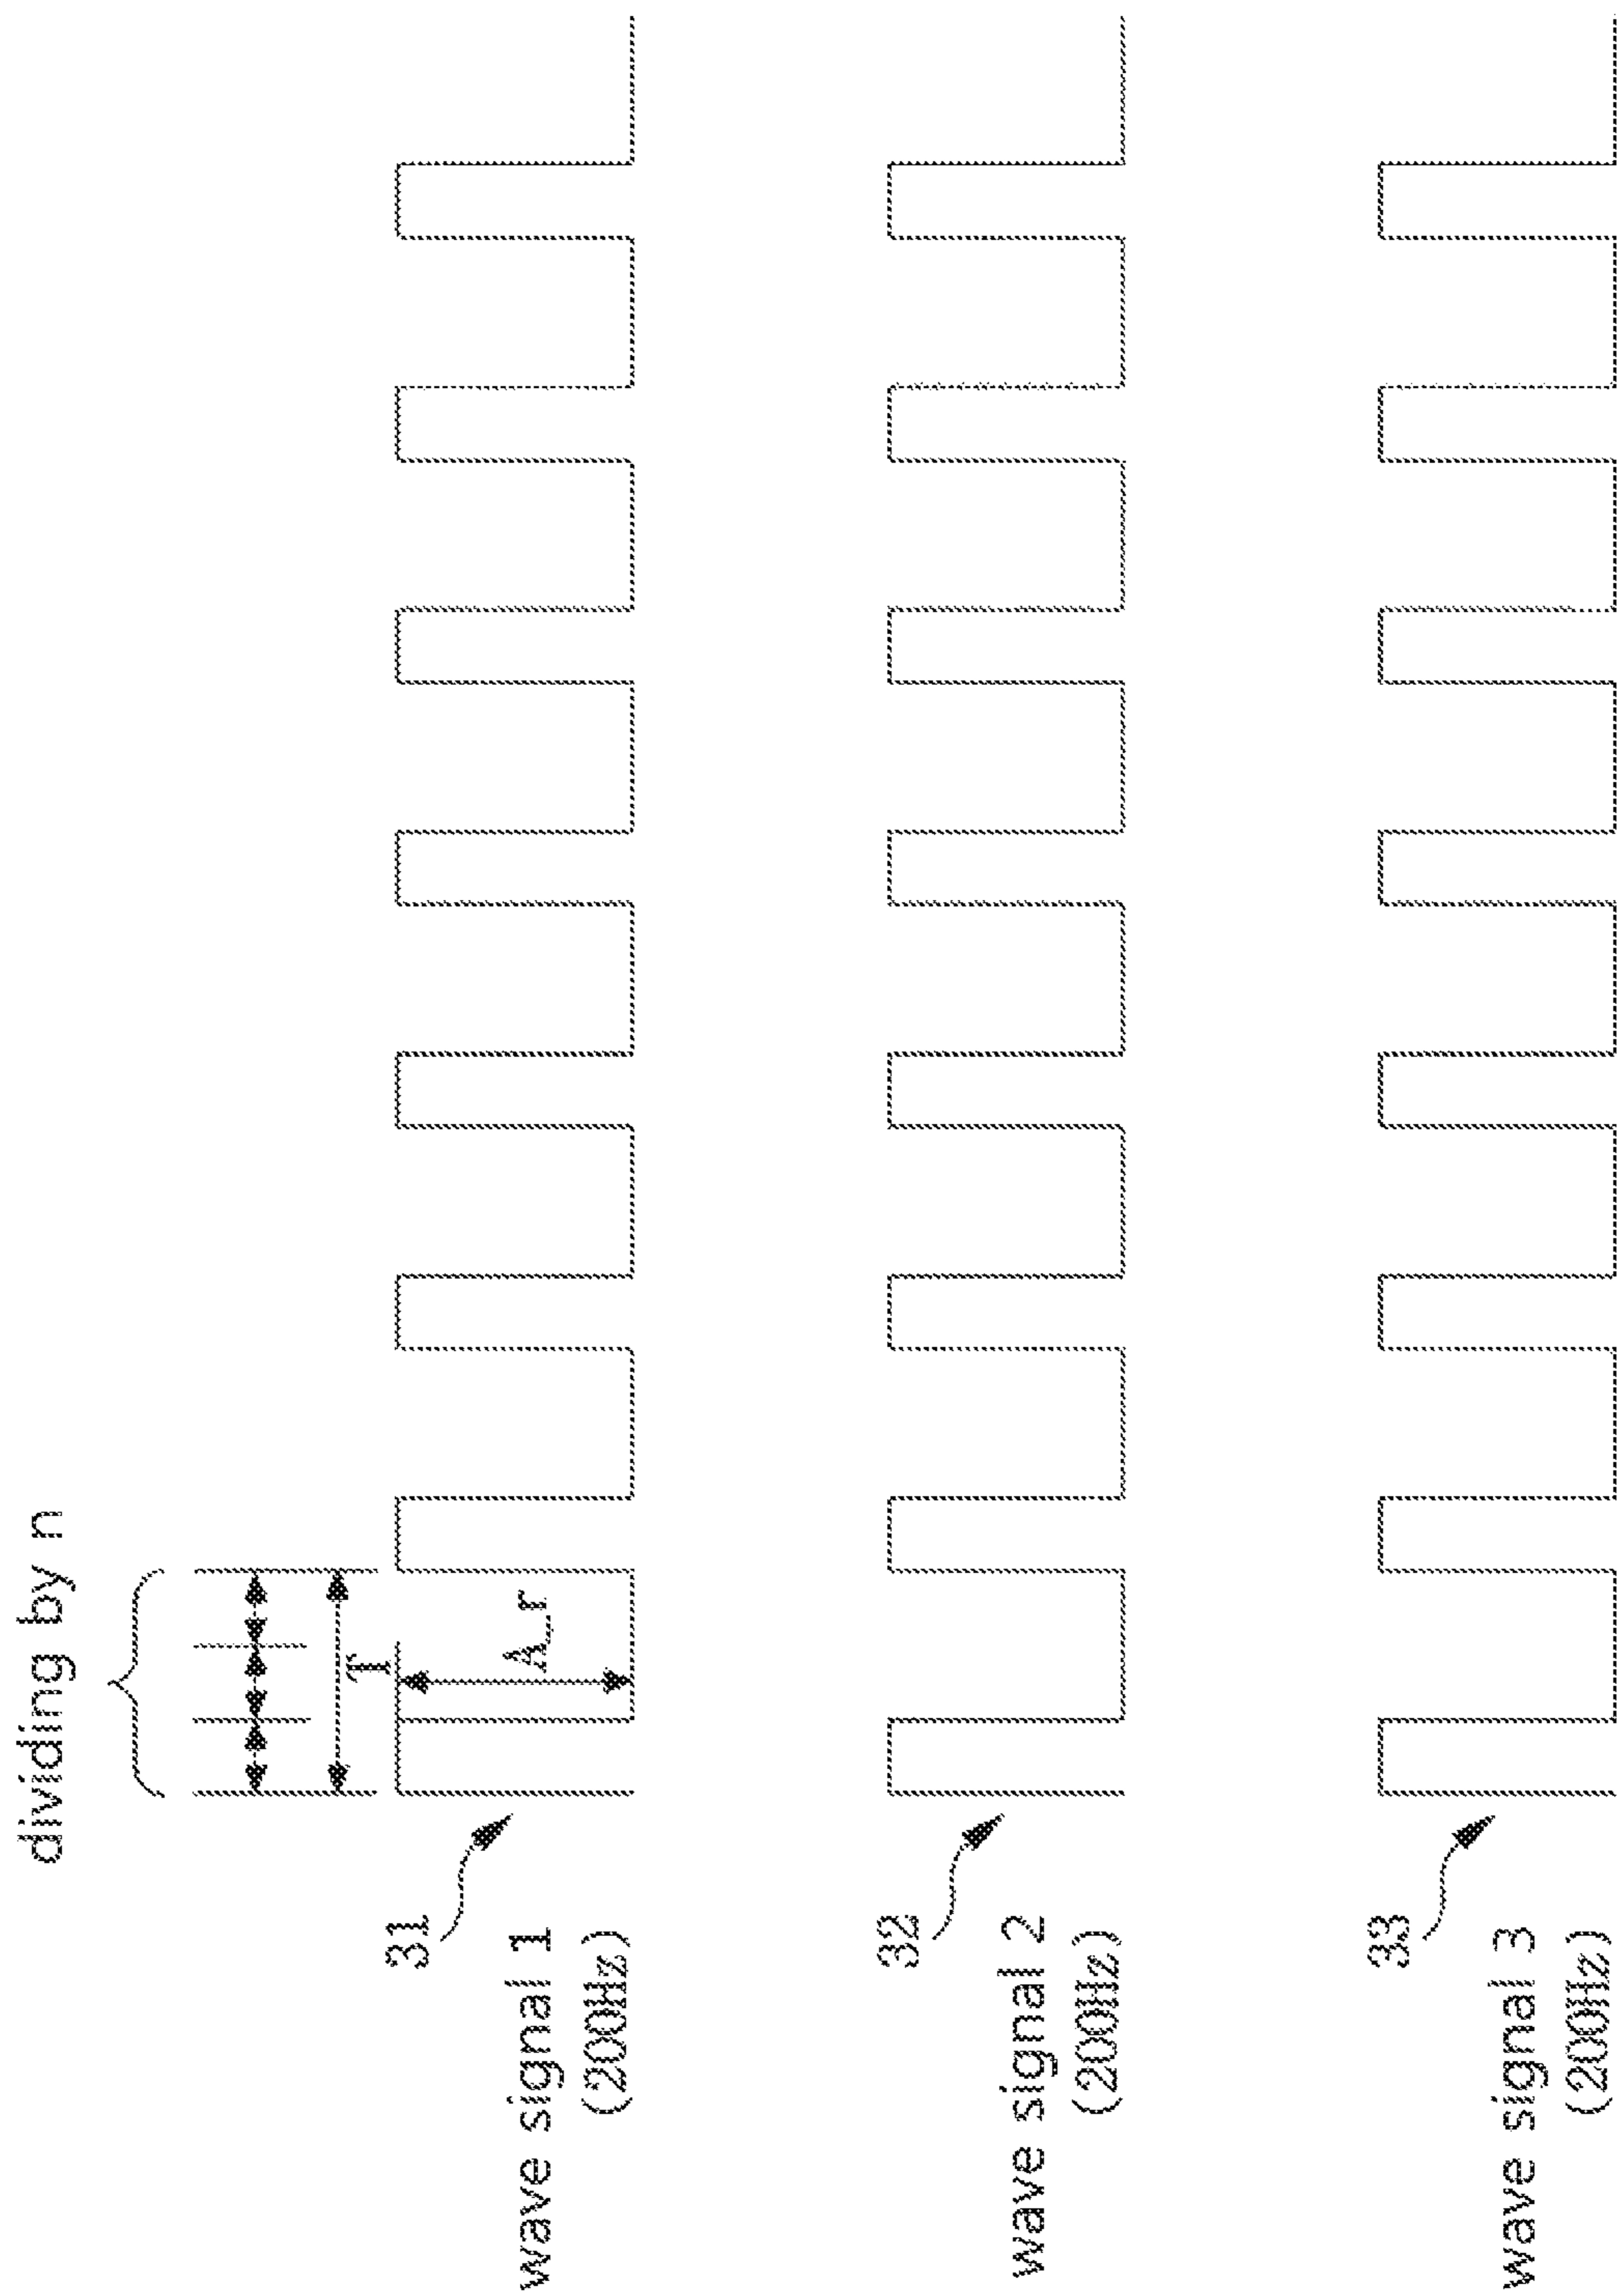 dividing by n
T
A_r
31
wave signal 1
(200Hz)
32
wave signal 2
(200Hz)
33
wave signal 3
(200Hz)